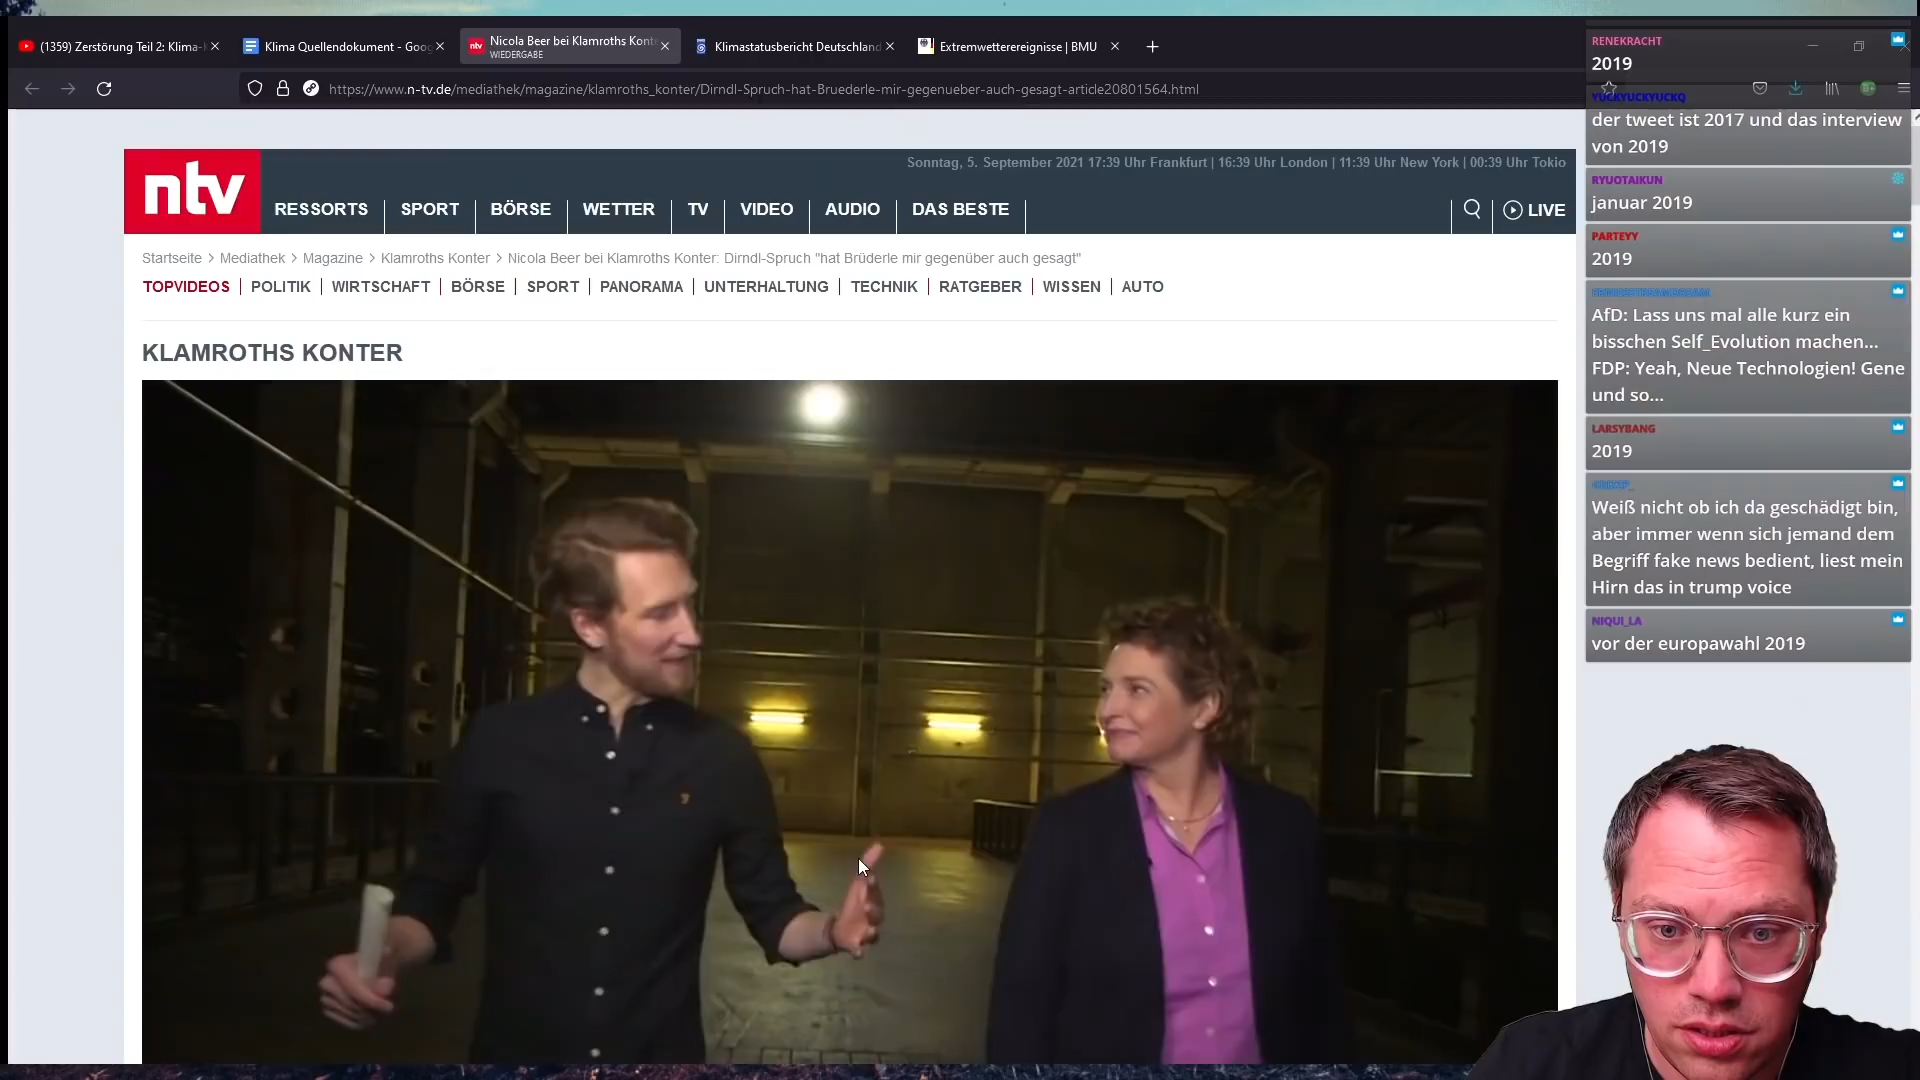 (1359) Zerstörung Teil 2: Klima-
Klima Quellendokument - Goog
Nicola Beer bei Klamroths Konte
WIEDERGABE
Klimastatusbericht Deutschland
Extremwetterereignisse | BMU
https://www.n-tv.de/mediathek/magazine/klamroths_konter/Dirndl-Spruch-hat-Bruederle-mir-gegenueber-auch-gesagt-article20801564.html
ntv
Sonntag, 5. September 2021 17:39 Uhr Frankfurt | 16:39 Uhr London | 11:39 Uhr New York | 00:39 Uhr Tokio
RESSORTS SPORT BÖRSE WETTER TV VIDEO AUDIO DAS BESTE LIVE
Startseite > Mediathek > Magazine > Klamroths Konter > Nicola Beer bei Klamroths Konter: Dirndl-Spruch "hat Brüderle mir gegenüber auch gesagt"
TOPVIDEOS | POLITIK | WIRTSCHAFT | BÖRSE | SPORT | PANORAMA | UNTERHALTUNG | TECHNIK | RATGEBER | WISSEN | AUTO
KLAMROTHS KONTER
RENEKRACHT
2019
YUCKYUCKYUCKQ
der tweet ist 2017 und das interview
von 2019
RYUOTAIKUN
januar 2019
PARTEYY
2019
AfD: Lass uns mal alle kurz ein
bisschen Self_Evolution machen...
FDP: Yeah, Neue Technologien! Gene
und so...
LARSYBANG
2019
Weiß nicht ob ich da geschädigt bin,
aber immer wenn sich jemand dem
Begriff fake news bedient, liest mein
Hirn das in trump voice
NIQUI_LA
vor der europawahl 2019